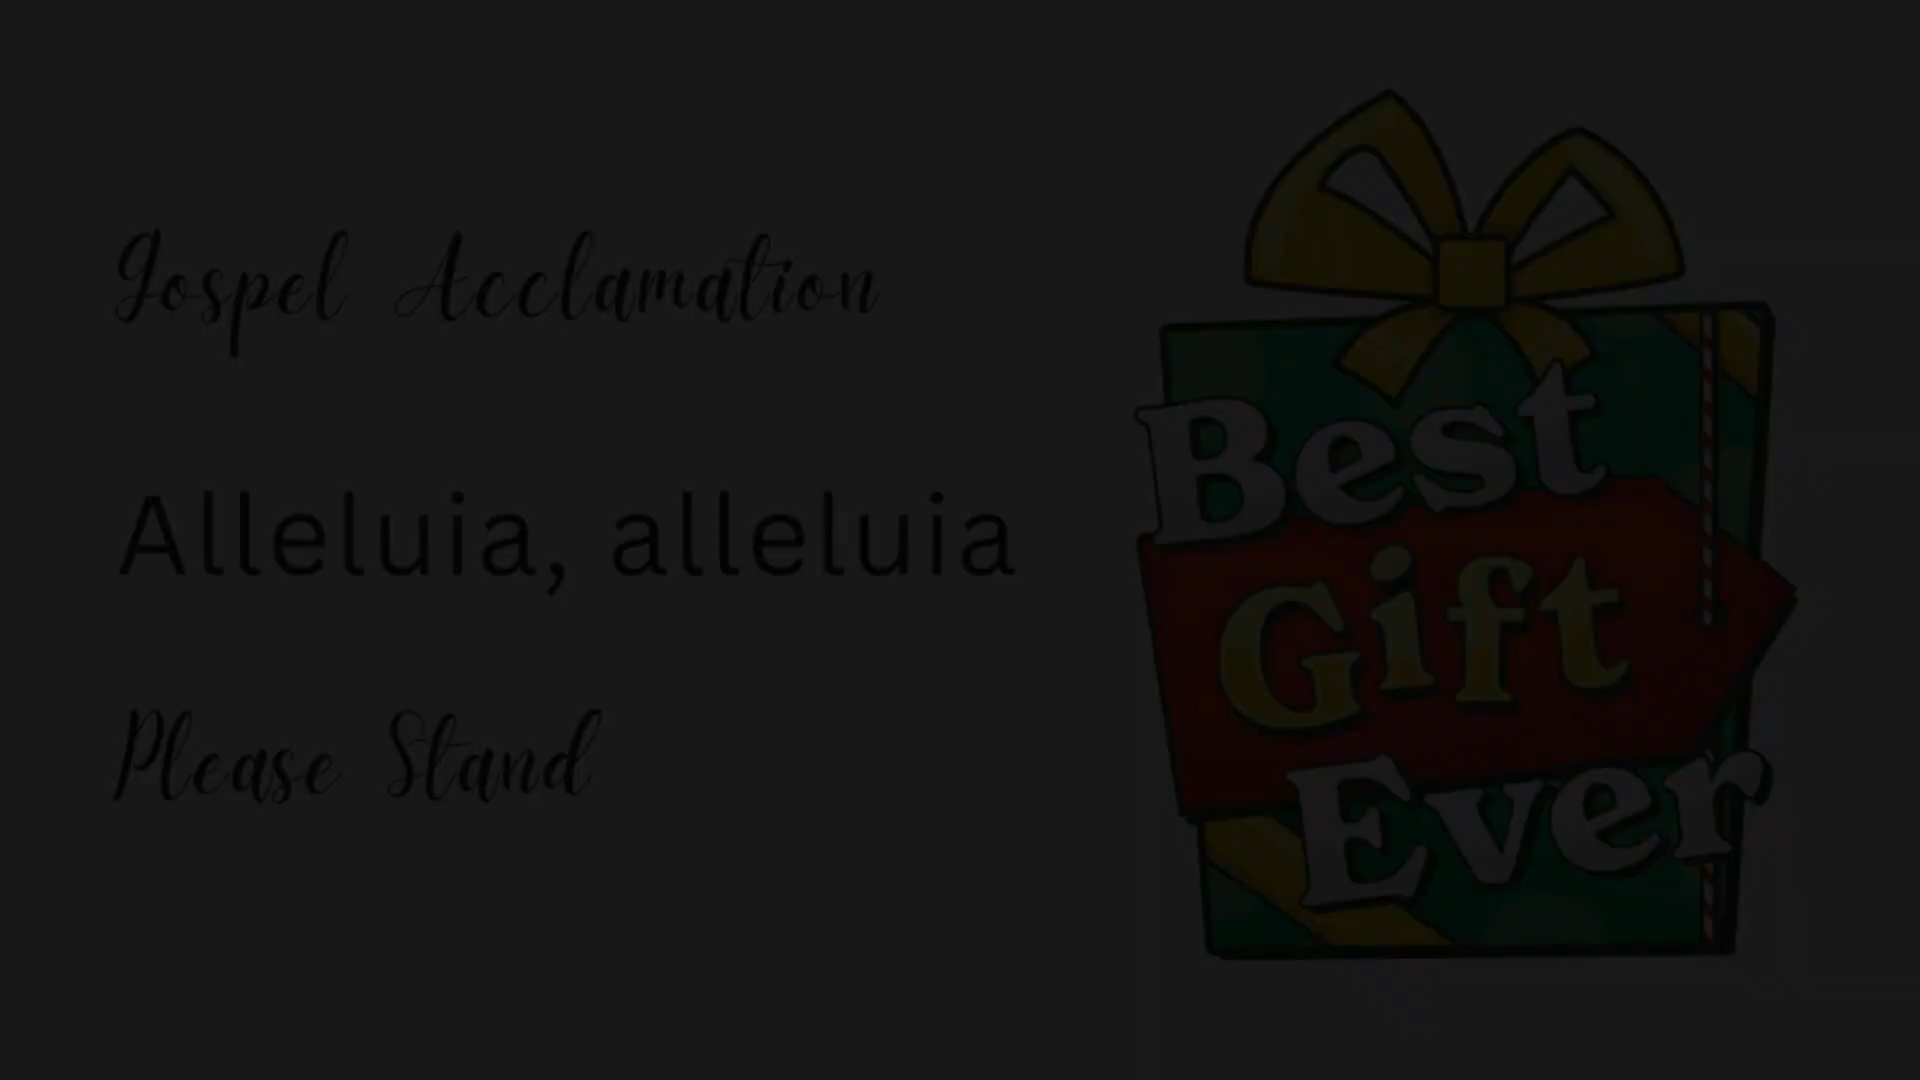 Gospel Acclamation
Alleluia, alleluia
Please Stand
Best
Gift
Ever